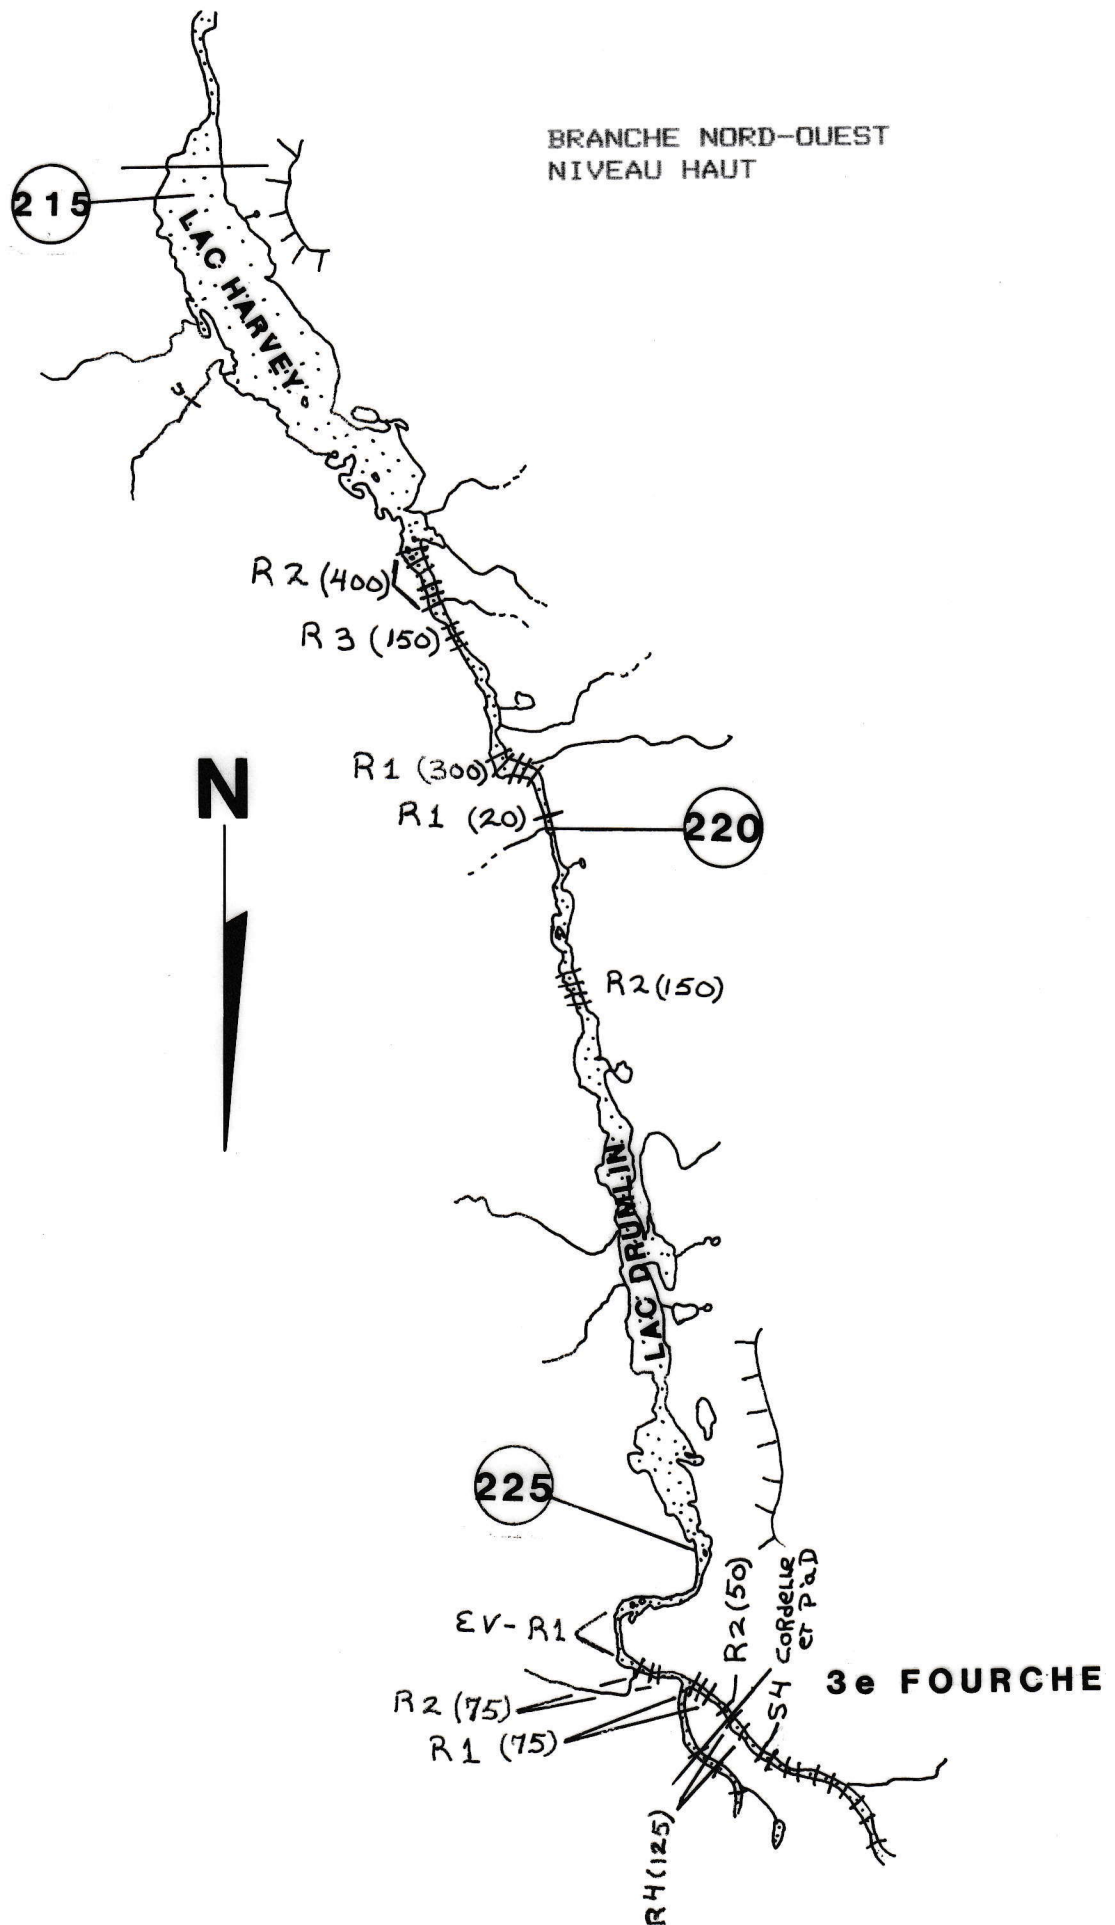 BRANCHE NORD-OUEST
NIVEAU HAUT
215
LAC HARVEY
R2 (400)
R3 (150)
R1 (300)
N
R1 (20)
220
R2 (150)
LAC DRUMLIN
225
R2 (50)
S4 CORdeLLe
eT P'àD
EV-R1
3e FOURCHE
R2 (75)
R1 (75)
R4 (125)